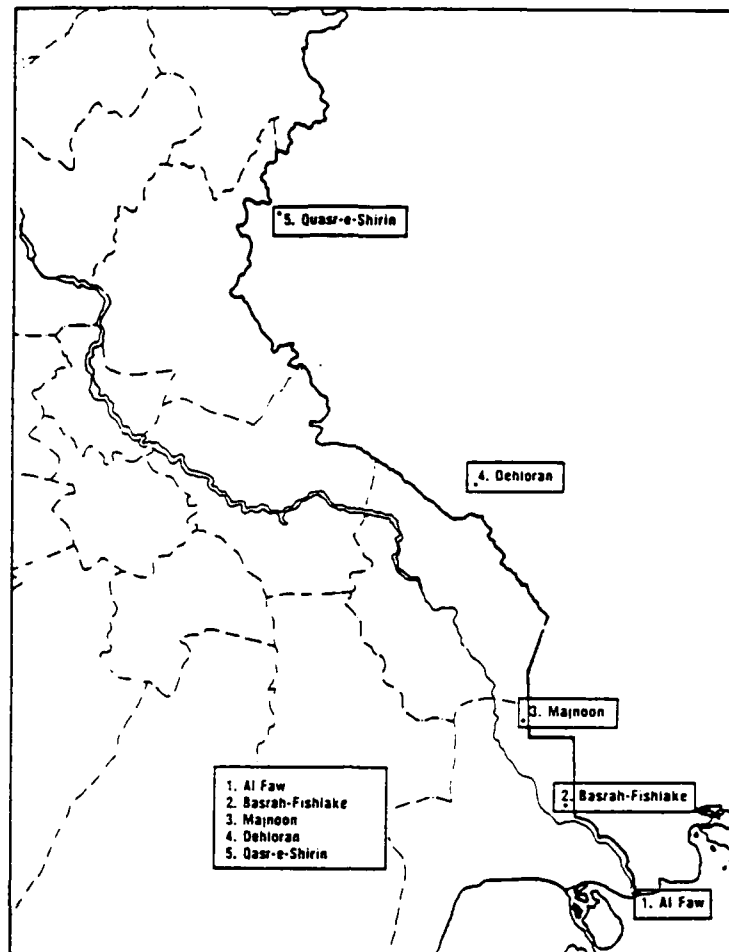 5. Quasr-e-Shirin
4. Dehloran
3. Majnoon
2. Basrah-Fishlake
1. Al Faw
1. Al Faw
2. Basrah-Fishlake
3. Majnoon
4. Dehloran
5. Qasr-e-Shirin